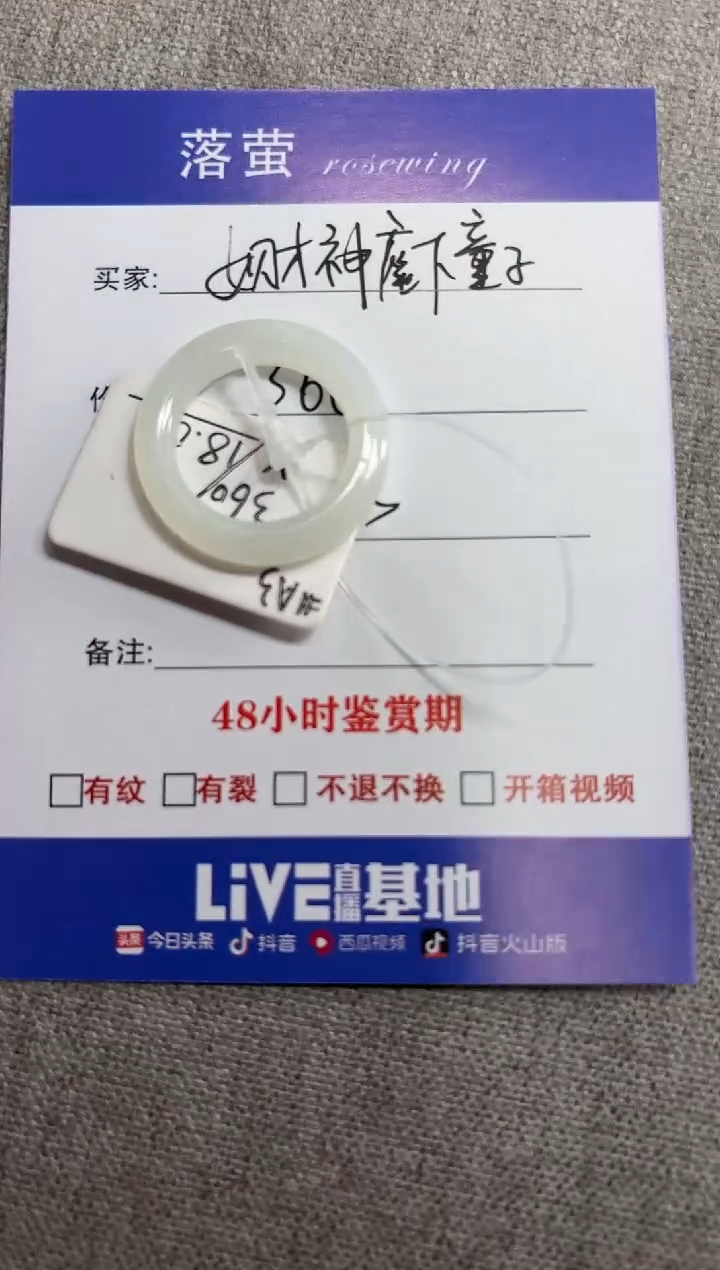 落萤 rosewing
买家: 财神座下童子
360
360/18.
#A3
备注:
48小时鉴赏期
有纹 有裂 不退不换 开箱视频
LiVE直播基地
头条 今日头条 抖音 西瓜视频 抖音火山版